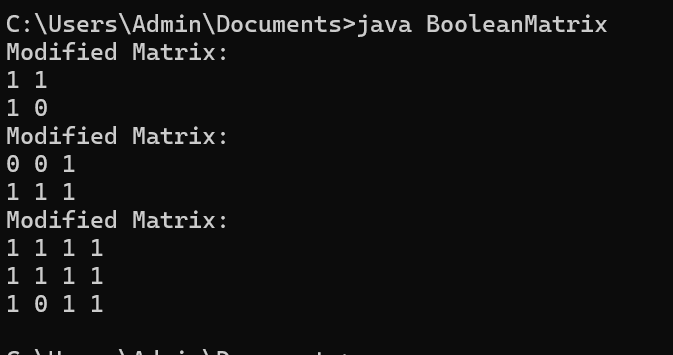 C:\Users\Admin\Documents>java BooleanMatrix
Modified Matrix:
1 1
1 0
Modified Matrix:
0 0 1
1 1 1
Modified Matrix:
1 1 1 1
1 1 1 1
1 0 1 1